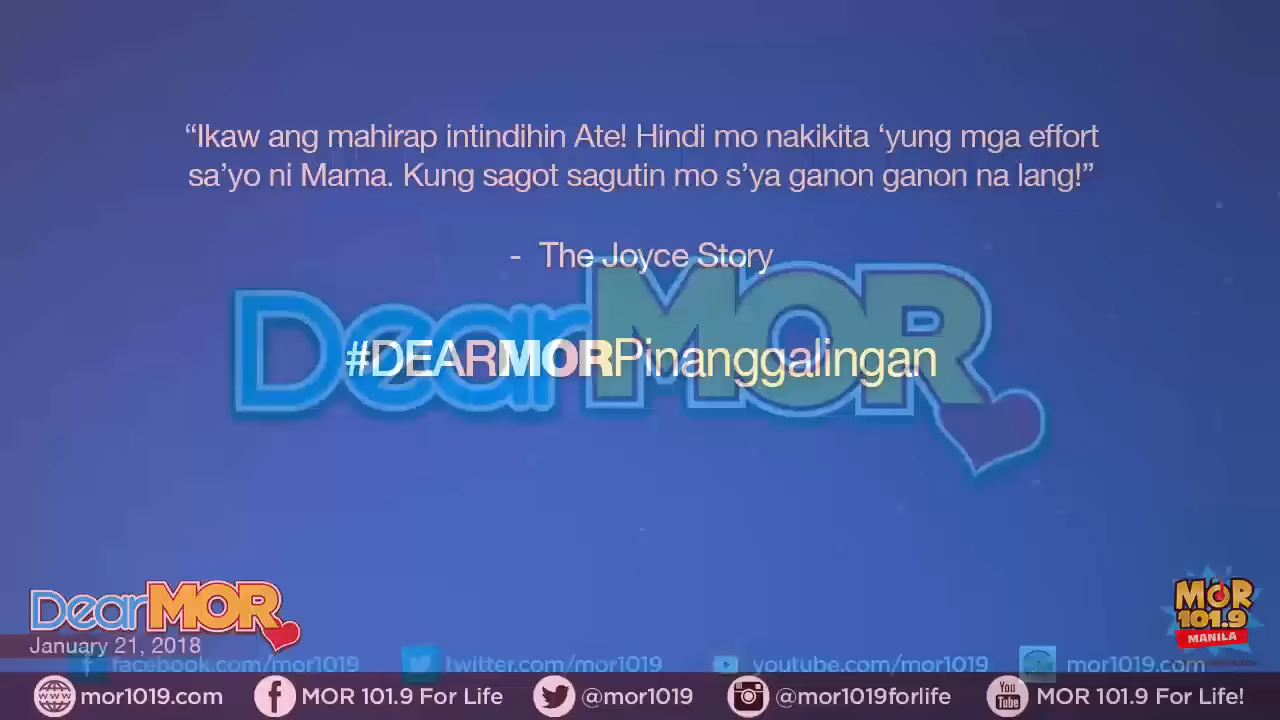 “Ikaw ang mahirap intindihin Ate! Hindi mo nakikita ‘yung mga effort
sa’yo ni Mama. Kung sagot sagutin mo s’ya ganon ganon na lang!”
- The Joyce Story
DearMOR
#DEARMORPinanggalingan
DearMOR
January 21, 2018
MOR
101.9
MANILA
facebook.com/mor1019 twitter.com/mor1019 youtube.com/mor1019 mor1019.com
mor1019.com MOR 101.9 For Life @mor1019 @mor1019forlife You Tube MOR 101.9 For Life!